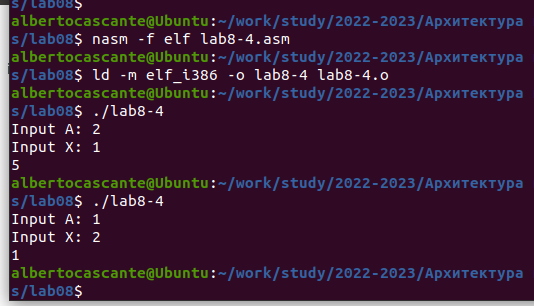 s/lab08$
albertocascante@Ubuntu:~/work/study/2022-2023/Архитектура
s/lab08$ nasm -f elf lab8-4.asm
albertocascante@Ubuntu:~/work/study/2022-2023/Архитектура
s/lab08$ ld -m elf_i386 -o lab8-4 lab8-4.o
albertocascante@Ubuntu:~/work/study/2022-2023/Архитектура
s/lab08$ ./lab8-4
Input A: 2
Input X: 1
5
albertocascante@Ubuntu:~/work/study/2022-2023/Архитектура
s/lab08$ ./lab8-4
Input A: 1
Input X: 2
1
albertocascante@Ubuntu:~/work/study/2022-2023/Архитектура
s/lab08$